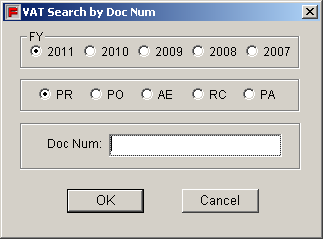 VAT Search by Doc Num
FY
2011 2010 2009 2008 2007
PR PO AE RC PA
Doc Num:
OK Cancel